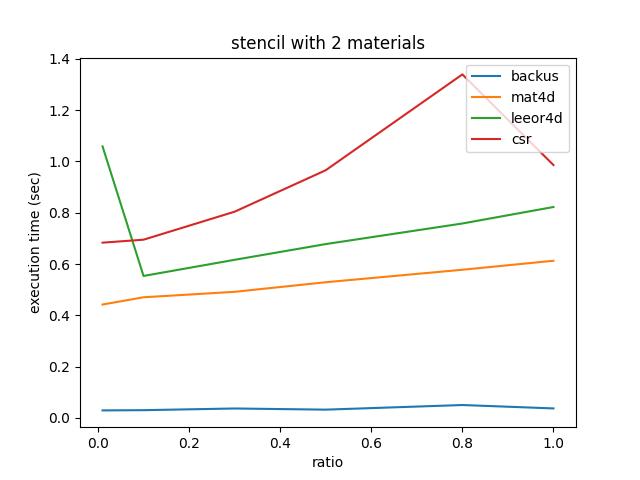 stencil with 2 materials
1.4
1.2
1.0
0.8
0.6
0.4
0.2
0.0
execution time (sec)
backus
mat4d
leeor4d
csr
0.0 0.2 0.4 0.6 0.8 1.0
ratio